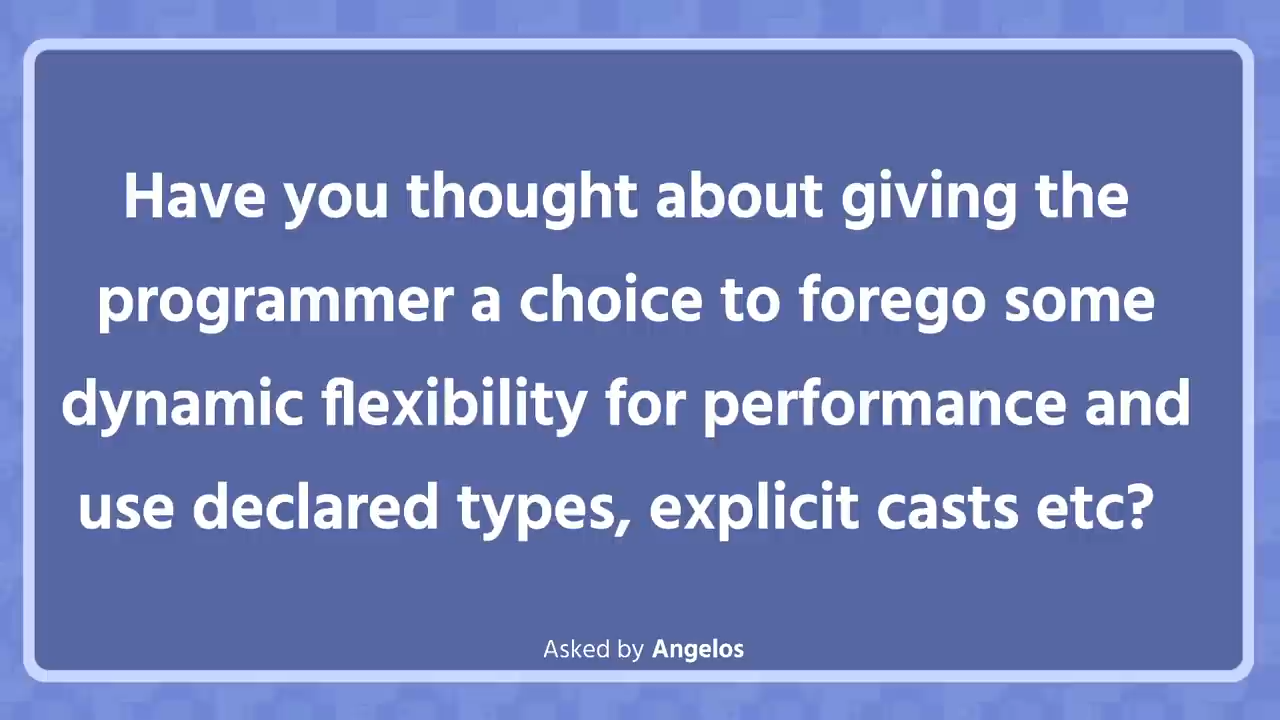 Have you thought about giving the
programmer a choice to forego some
dynamic flexibility for performance and
use declared types, explicit casts etc?
Asked by Angelos